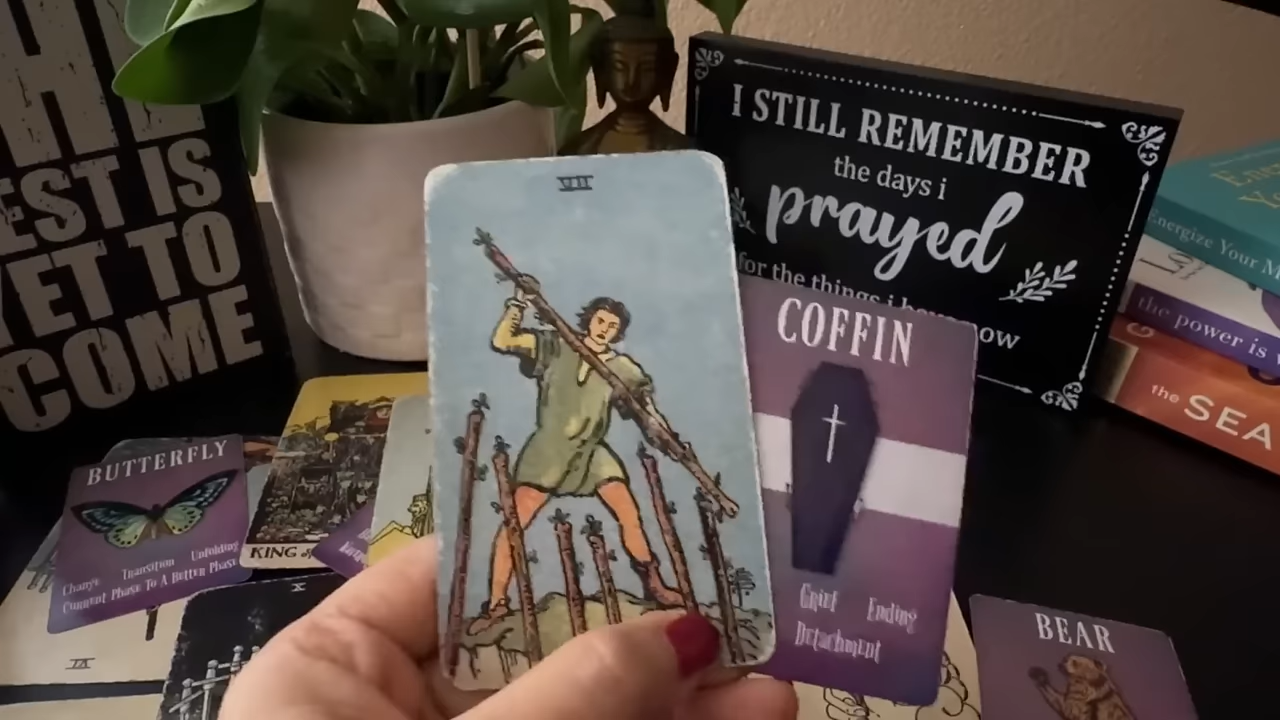 EST IS
YET TO
COME
I STILL REMEMBER
the days i
prayed
for the things i
ow
VII
COFFIN
Grief Ending
Detachment
BUTTERFLY
Change Transition Unfolding
Current Phase To A Better Phase
KING
VI
X
BEAR
Energize Your M
the power is
the SEA